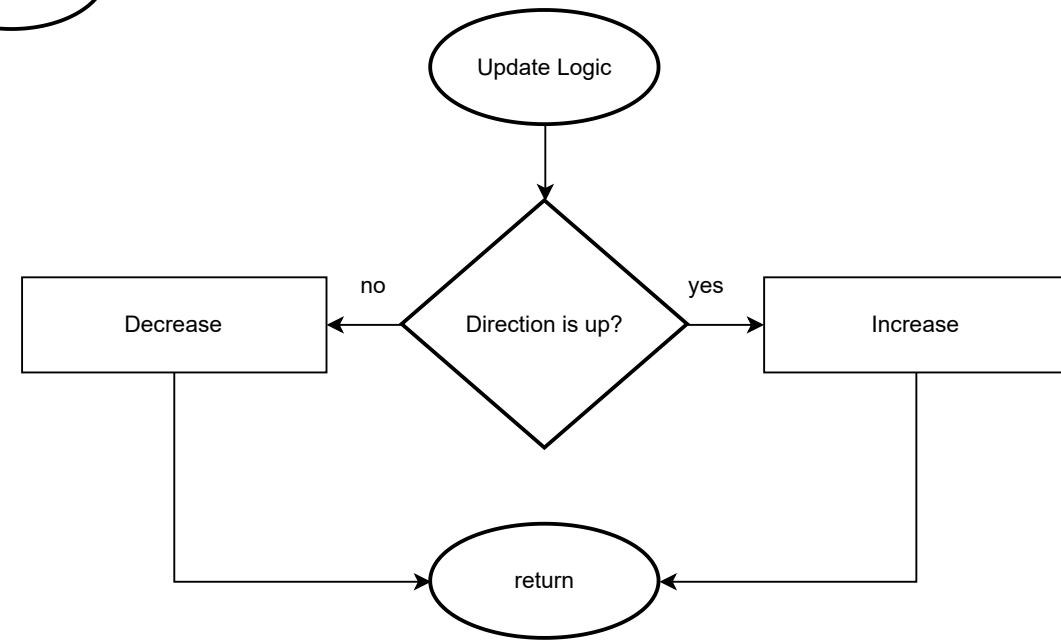 Update Logic
no
yes
Decrease
Direction is up?
Increase
return